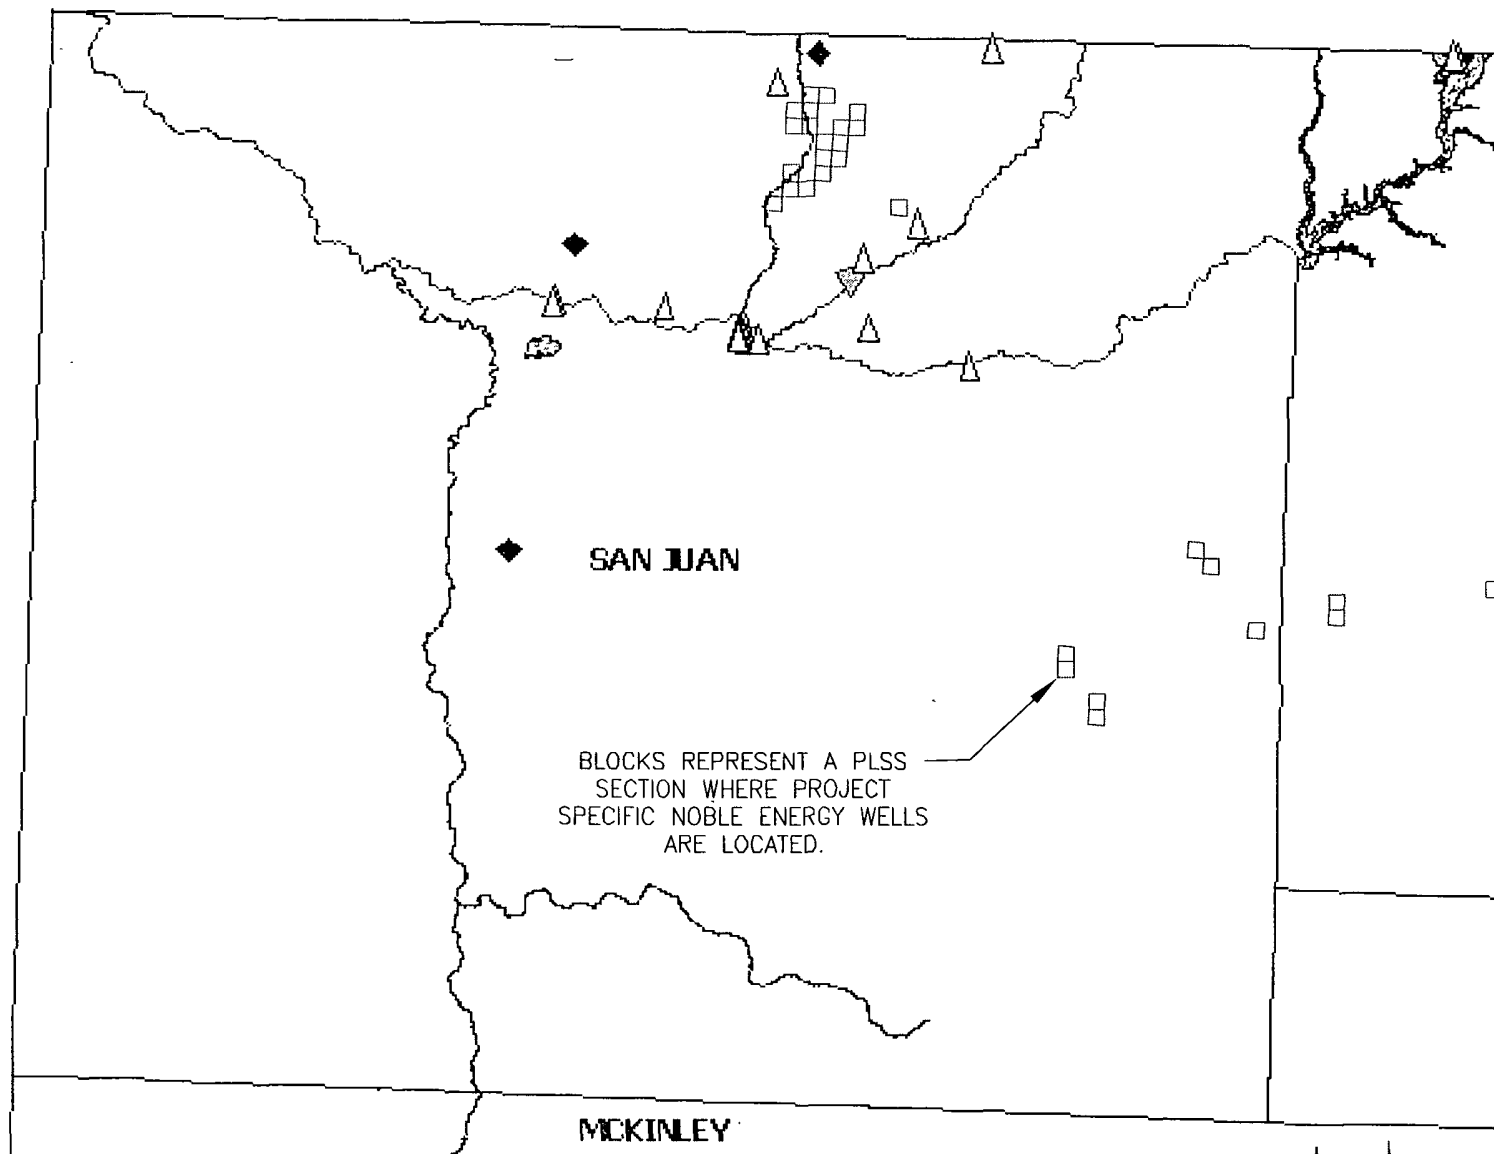 SAN JUAN
BLOCKS REPRESENT A PLSS
SECTION WHERE PROJECT
SPECIFIC NOBLE ENERGY WELLS
ARE LOCATED.
MCKINLEY